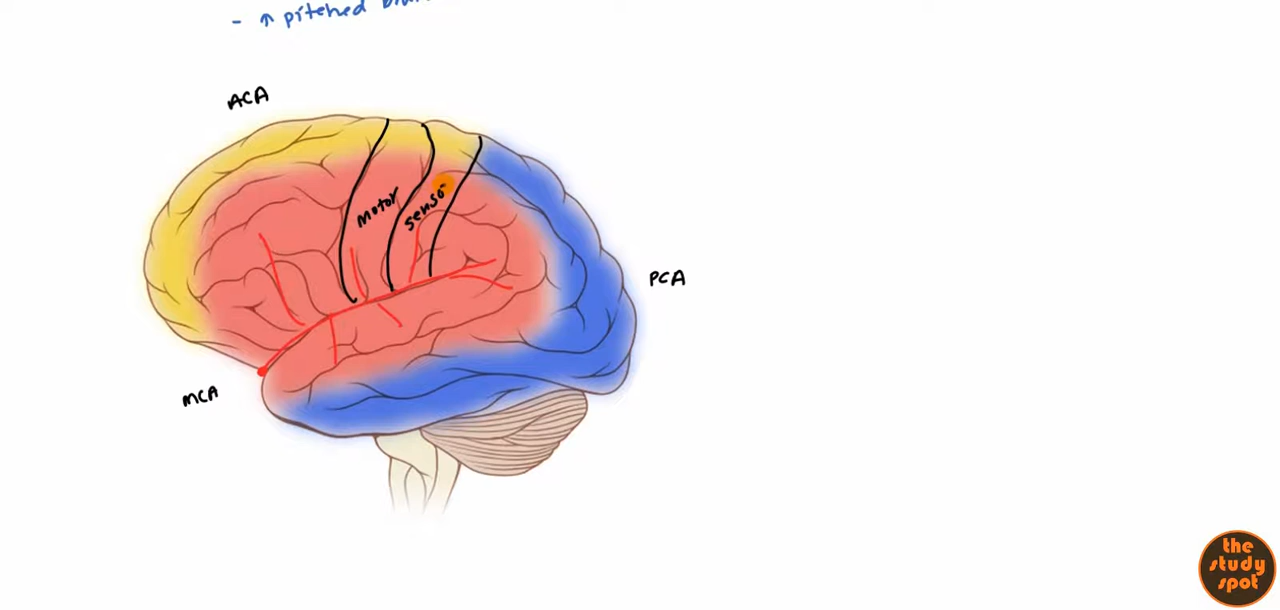 - ↑ pitched
ACA
motor
senso
PCA
MCA
the
study
spot